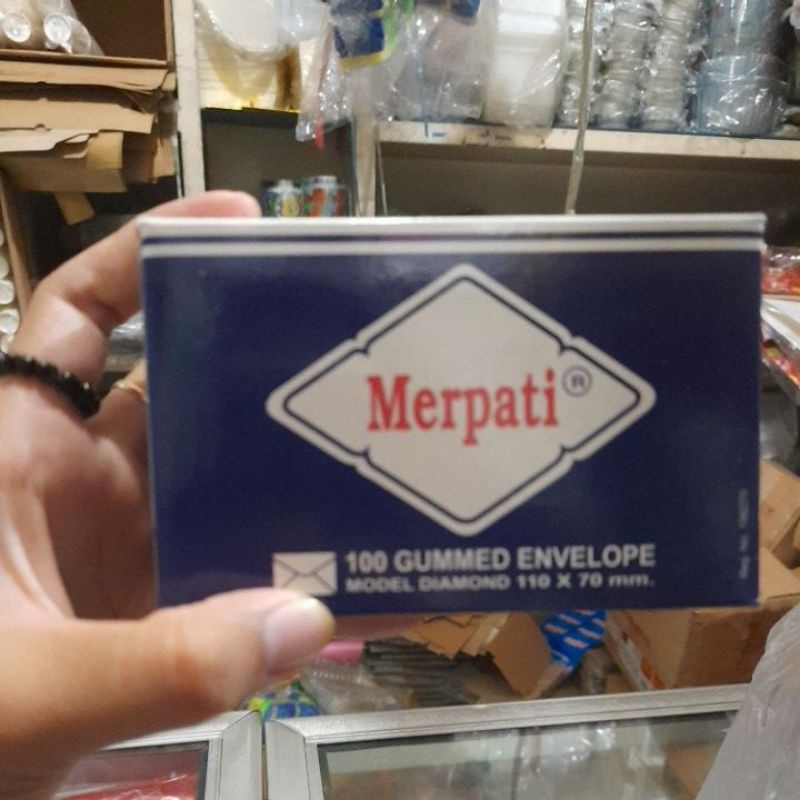 Merpati ®
100 GUMMED ENVELOPE
MODEL DIAMOND 110 X 70 mm.